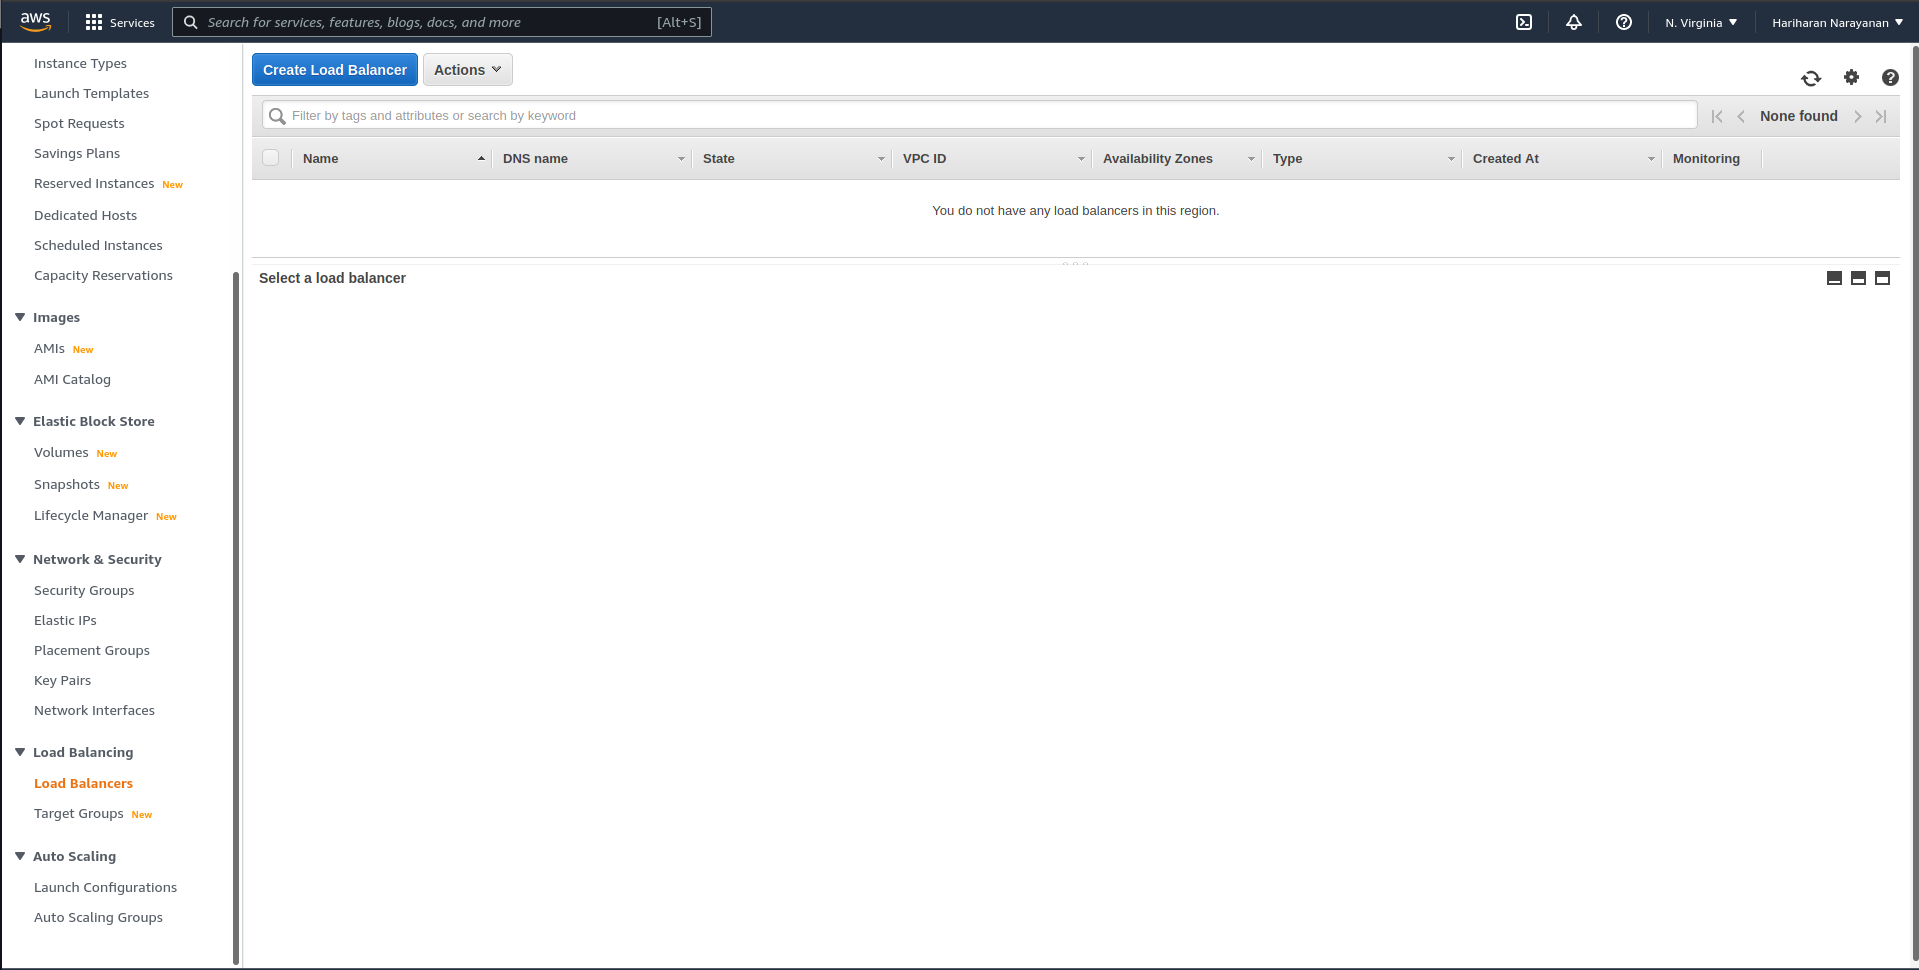 aws Services Search for services, features, blogs, docs, and more [Alt+S] N. Virginia Hariharan Narayanan
Instance Types
Launch Templates
Spot Requests
Savings Plans
Reserved Instances New
Dedicated Hosts
Scheduled Instances
Capacity Reservations
Images
AMIs New
AMI Catalog
Elastic Block Store
Volumes New
Snapshots New
Lifecycle Manager New
Network & Security
Security Groups
Elastic IPs
Placement Groups
Key Pairs
Network Interfaces
Load Balancing
Load Balancers
Target Groups New
Auto Scaling
Launch Configurations
Auto Scaling Groups
Create Load Balancer Actions
Filter by tags and attributes or search by keyword None found
Name DNS name State VPC ID Availability Zones Type Created At Monitoring
You do not have any load balancers in this region.
Select a load balancer